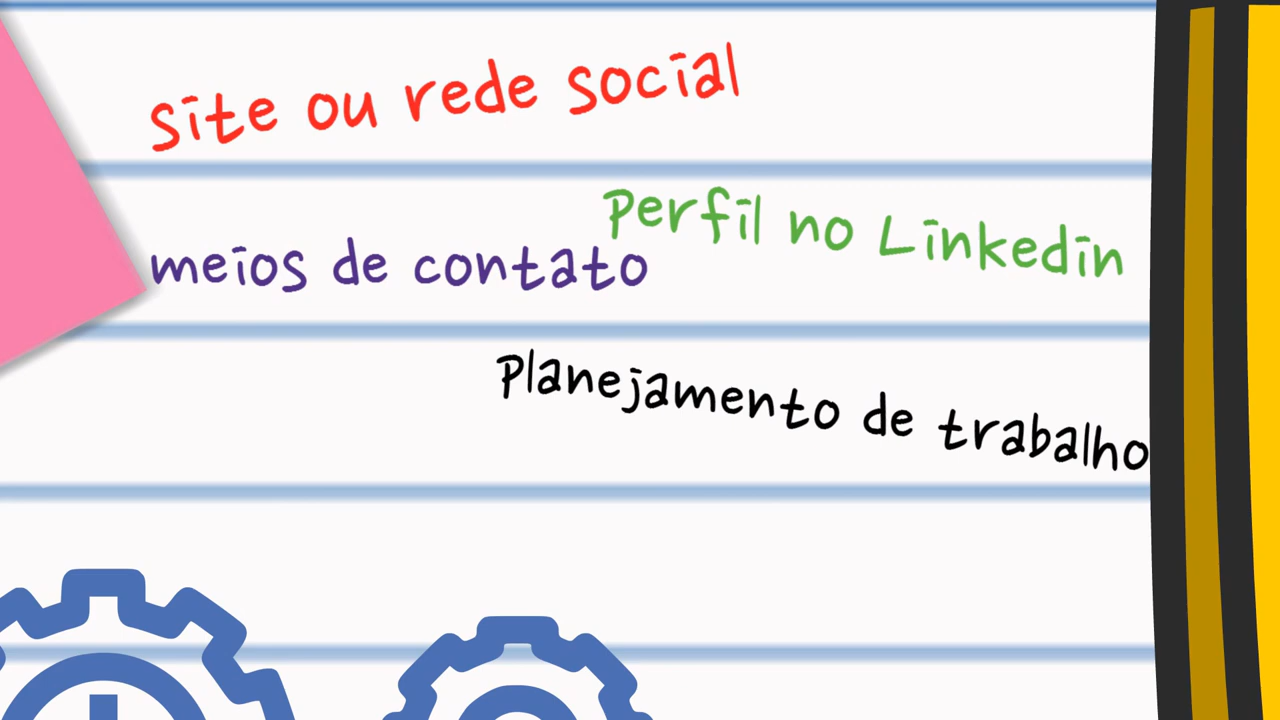 Site ou rede social
Perfil no Linkedin
meios de contato
Planejamento de trabalho